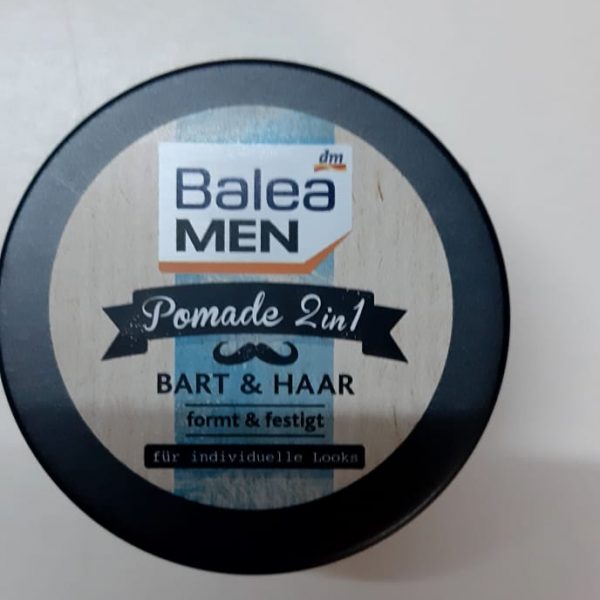 dm
Balea
MEN
Pomade 2in1
BART & HAAR
formt & festigt
für individuelle Looks